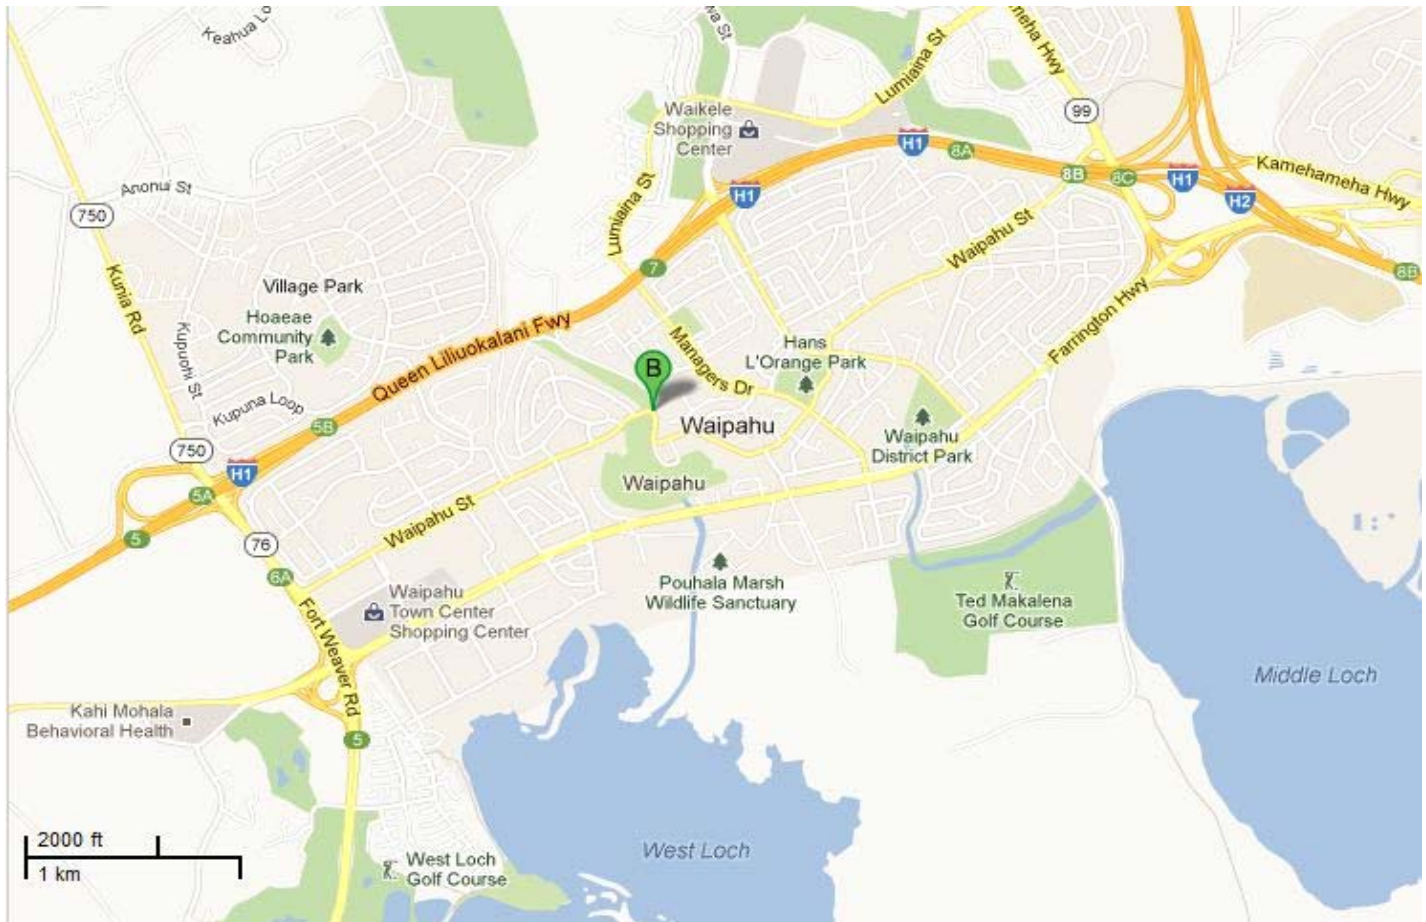 Keahua Lo
wa St
meha Hwy
Lumiaina St
Waikele
Shopping
Center
99
H1
8A
8B
8C
H1
H2
Kamehameha Hwy
8B
Anonui St
750
H1
Lumiaina St
Waipahu St
7
Kunia Rd
Village Park
Hoaeae
Community
Park
Kupuohi St
Queen Liliuokalani Fwy
Managers Dr
Hans
L'Orange Park
Farrington Hwy
B
Kupuna Loop
5B
Waipahu
Waipahu
District Park
750
H1
5A
Waipahu
Waipahu St
5
76
6A
Waipahu
Town Center
Shopping Center
Pouhala Marsh
Wildlife Sanctuary
Ted Makalena
Golf Course
Fort Weaver Rd
Middle Loch
Kahi Mohala
Behavioral Health
5
2000 ft
1 km
West Loch
Golf Course
West Loch